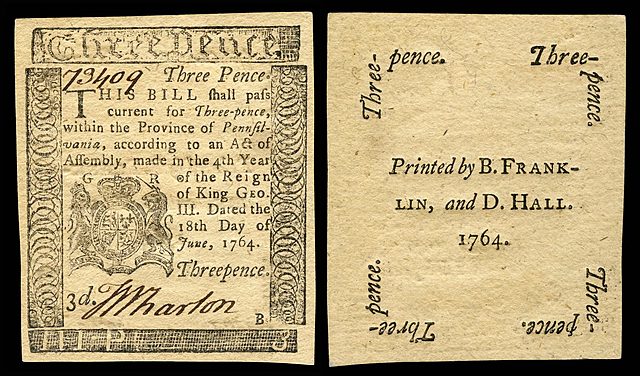 Three pence.
73409 Three Pence.
THIS BILL ſhall paſs
current for Three-pence,
within the Province of Pennſil-
vania, according to an Act of
Aſſembly, made in the 4th Year
G R of the Reign
of King GEO.
III. Dated the
18th Day of
June, 1764.
Threepence.
3d. Wharton
B
Three-pence.
Three-pence.
Printed by B. FRANK-
LIN, and D. HALL.
1764.
Three-pence.
Three-pence.